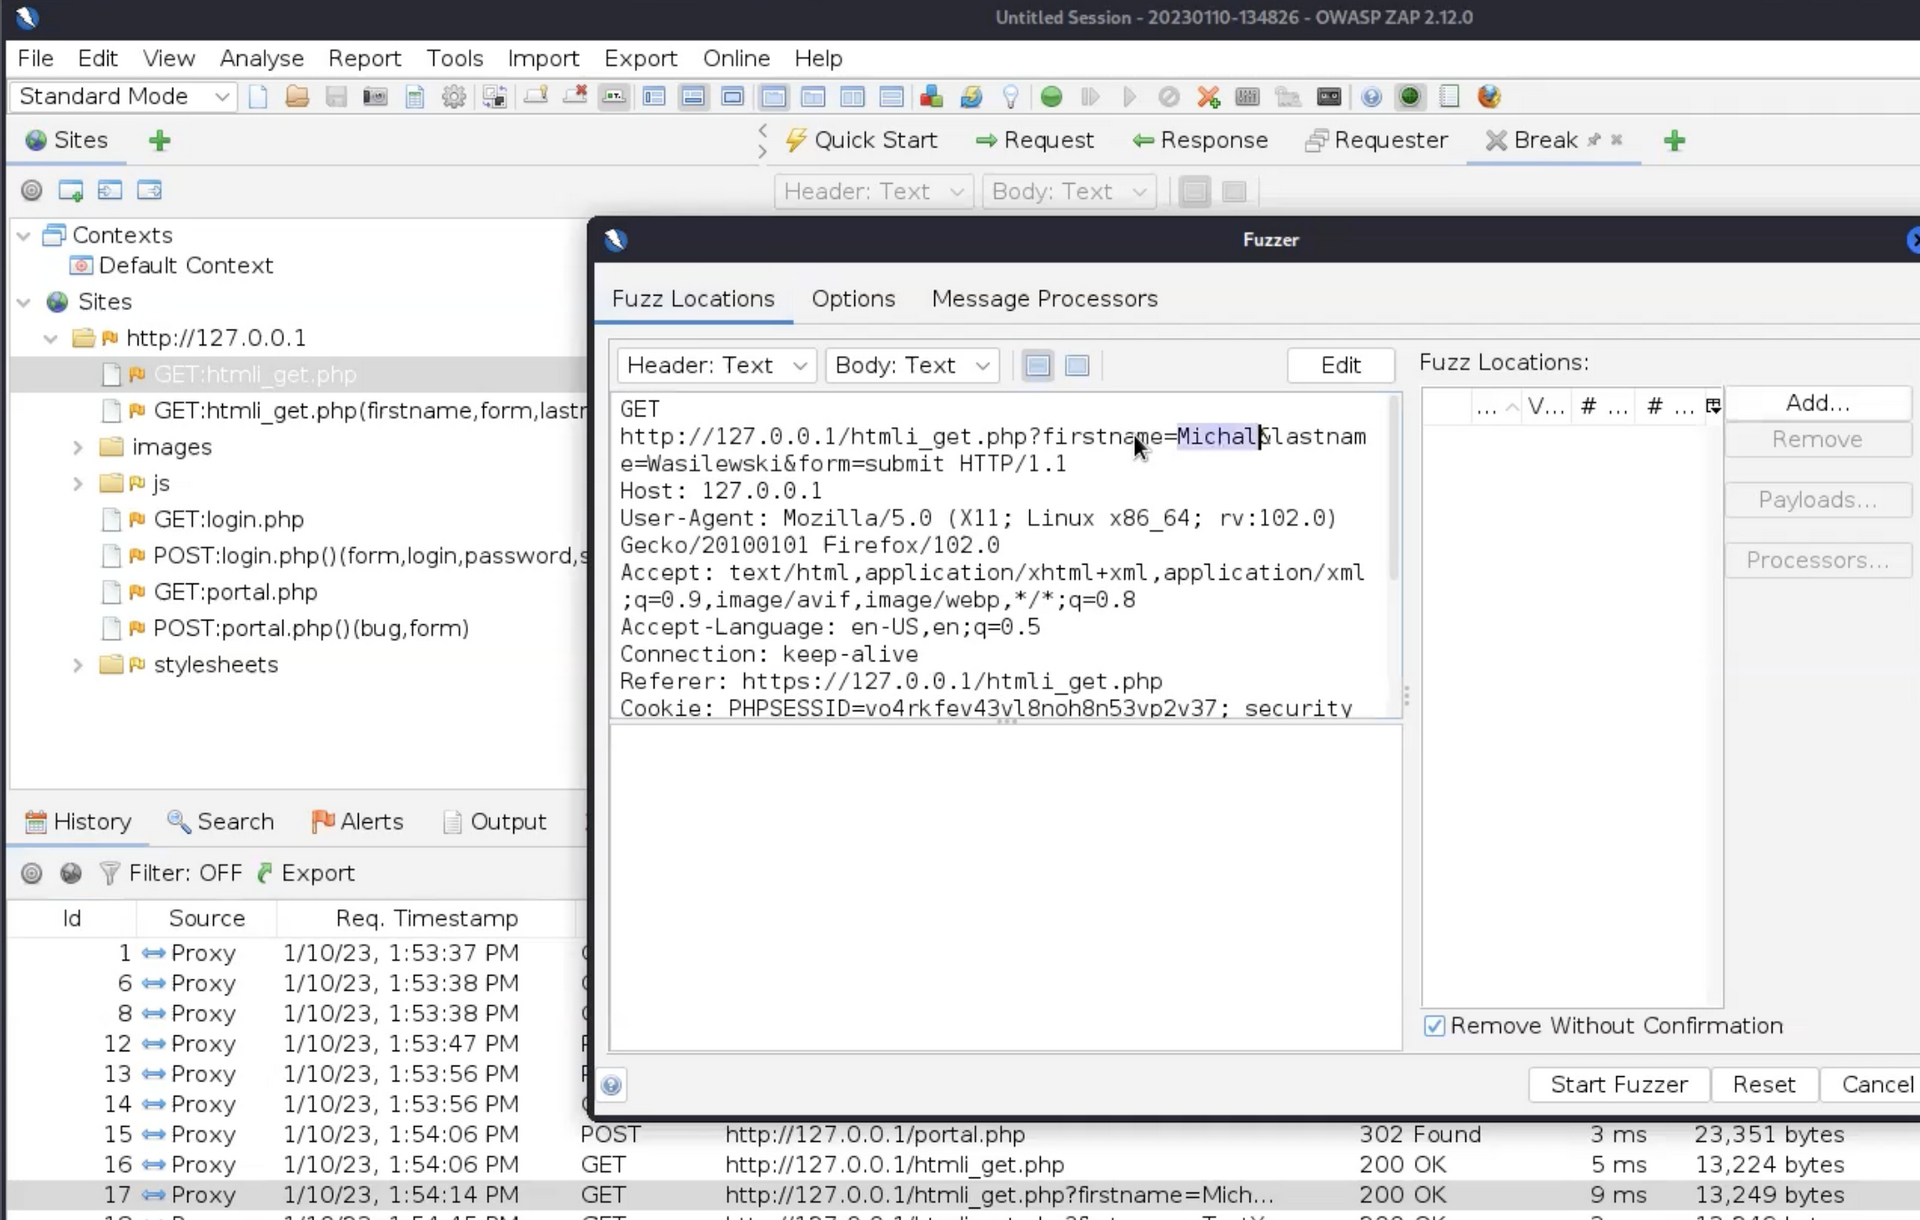 Untitled Session - 20230110-134826 - OWASP ZAP 2.12.0
File Edit View Analyse Report Tools Import Export Online Help
Standard Mode
Sites
Quick Start Request Response Requester Break
Header: Text Body: Text
Contexts
Default Context
Sites
http://127.0.0.1
GET:htmli_get.php
GET:htmli_get.php(firstname,form,lastr
images
js
GET:login.php
POST:login.php()(form,login,password,s
GET:portal.php
POST:portal.php()(bug,form)
stylesheets
Fuzzer
Fuzz Locations Options Message Processors
Header: Text Body: Text Edit
GET
http://127.0.0.1/htmli_get.php?firstname=Michal&lastnam
e=Wasilewski&form=submit HTTP/1.1
Host: 127.0.0.1
User-Agent: Mozilla/5.0 (X11; Linux x86_64; rv:102.0)
Gecko/20100101 Firefox/102.0
Accept: text/html,application/xhtml+xml,application/xml
;q=0.9,image/avif,image/webp,*/*;q=0.8
Accept-Language: en-US,en;q=0.5
Connection: keep-alive
Referer: https://127.0.0.1/htmli_get.php
Cookie: PHPSESSID=vo4rkfev43vl8noh8n53vp2v37; security
Fuzz Locations:
... V... # ... # ...
Add...
Remove
Payloads...
Processors...
Remove Without Confirmation
Start Fuzzer Reset Cancel
History Search Alerts Output
Filter: OFF Export
Id Source Req. Timestamp
1 Proxy 1/10/23, 1:53:37 PM
6 Proxy 1/10/23, 1:53:38 PM
8 Proxy 1/10/23, 1:53:38 PM
12 Proxy 1/10/23, 1:53:47 PM
13 Proxy 1/10/23, 1:53:56 PM
14 Proxy 1/10/23, 1:53:56 PM
15 Proxy 1/10/23, 1:54:06 PM POST http://127.0.0.1/portal.php 302 Found 3 ms 23,351 bytes
16 Proxy 1/10/23, 1:54:06 PM GET http://127.0.0.1/htmli_get.php 200 OK 5 ms 13,224 bytes
17 Proxy 1/10/23, 1:54:14 PM GET http://127.0.0.1/htmli_get.php?firstname=Mich... 200 OK 9 ms 13,249 bytes